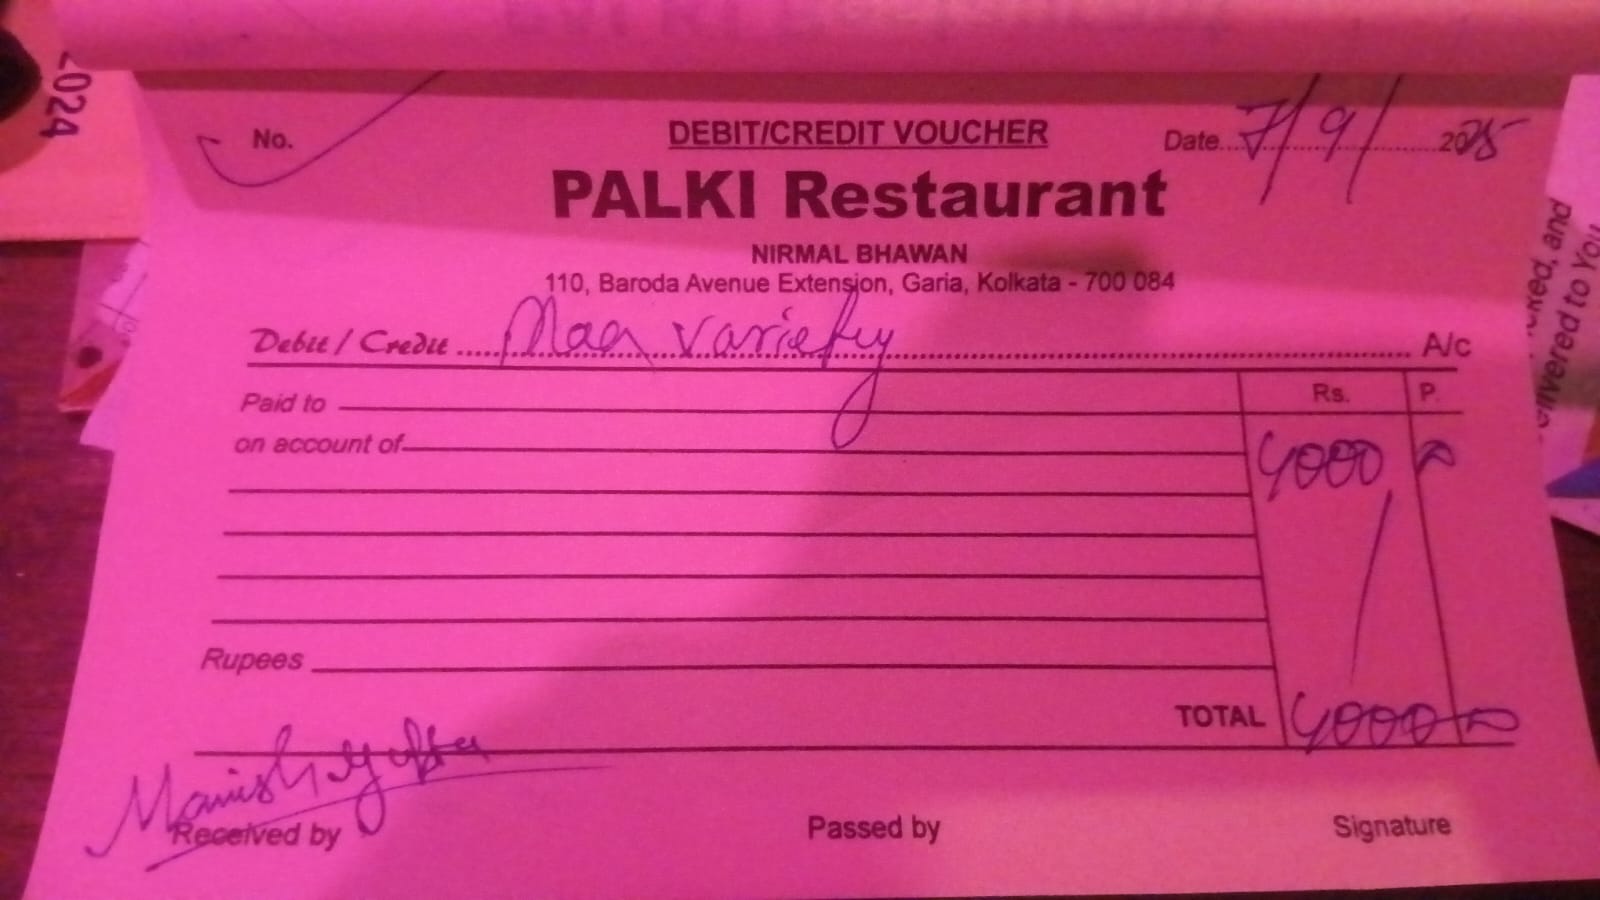 2024
No.
DEBIT/CREDIT VOUCHER
Date 7/9/ 2025
PALKI Restaurant
NIRMAL BHAWAN
110, Baroda Avenue Extension, Garia, Kolkata - 700 084
Debit / Credit Maa variety A/c
Paid to
Rs. P.
on account of
4000
Rupees
TOTAL 4000
Manish Gupta
Received by
Passed by
Signature
and
delivered to You